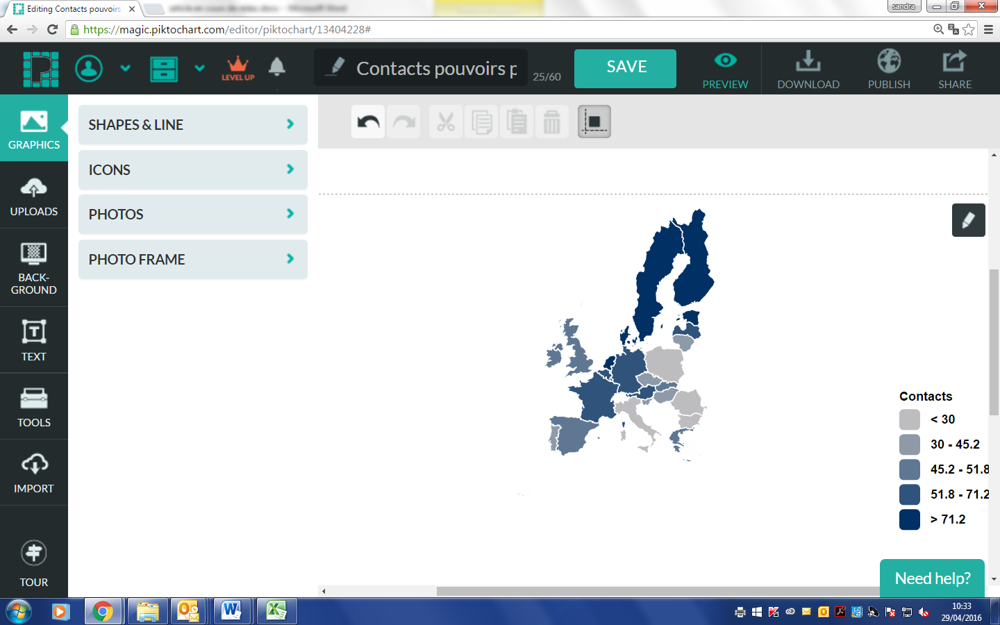 Editing Contacts pouvoirs
sandra
https://magic.piktochart.com/editor/piktochart/13404228#
LEVEL UP
Contacts pouvoirs p
25/60
SAVE
PREVIEW
DOWNLOAD
PUBLISH
SHARE
GRAPHICS
UPLOADS
BACK-
GROUND
TEXT
TOOLS
IMPORT
TOUR
SHAPES & LINE
ICONS
PHOTOS
PHOTO FRAME
Contacts
< 30
30 - 45.2
45.2 - 51.8
51.8 - 71.2
> 71.2
Need help?
10:33
29/04/2016